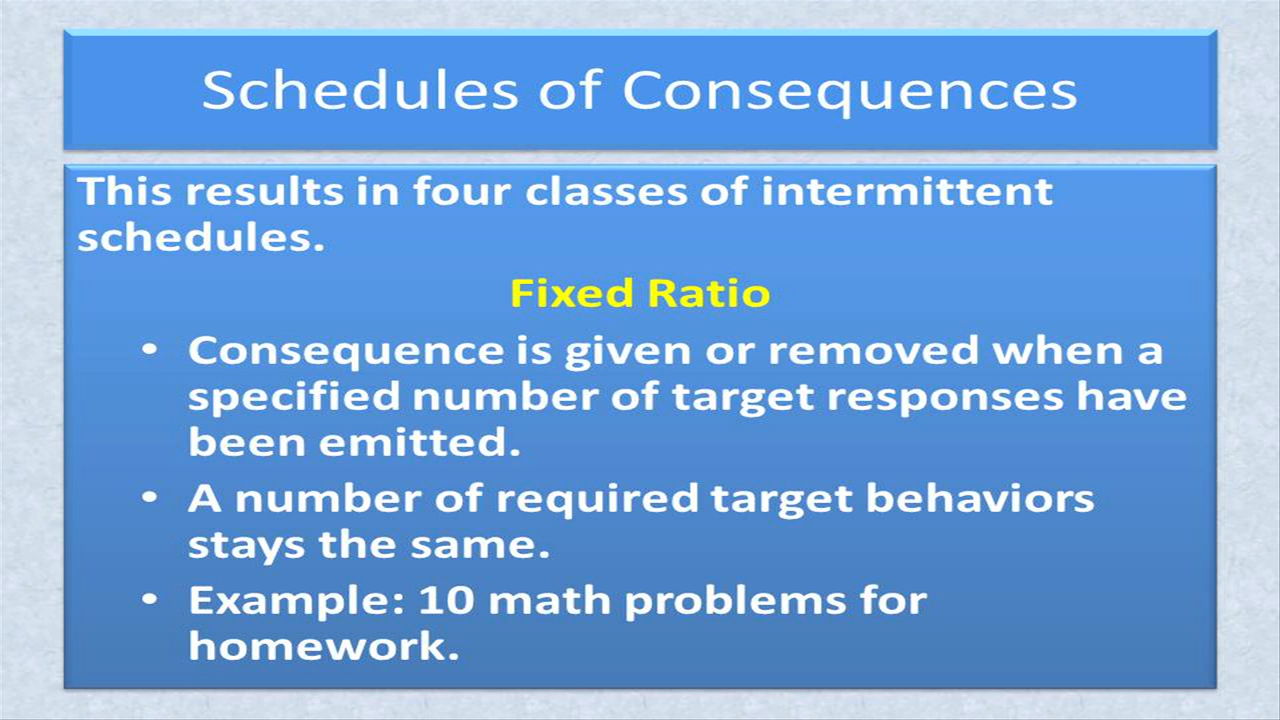 Schedules of Consequences
This results in four classes of intermittent
schedules.
Fixed Ratio
• Consequence is given or removed when a
specified number of target responses have
been emitted.
• A number of required target behaviors
stays the same.
• Example: 10 math problems for
homework.